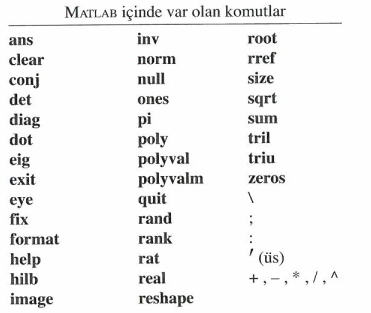 MATLAB içinde var olan komutlar
ans inv root
clear norm rref
conj null size
det ones sqrt
diag pi sum
dot poly tril
eig polyval triu
exit polyvalm zeros
eye quit \
fix rand ;
format rank :
help rat ′ (üs)
hilb real + , – , * , / , ^
image reshape